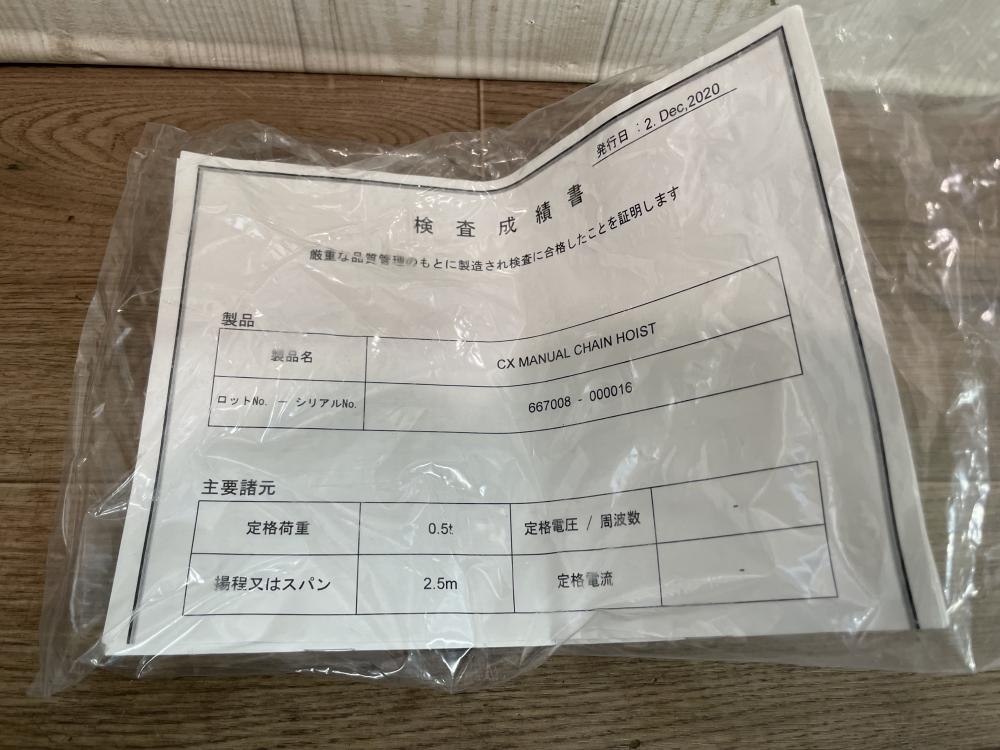 発行日 : 2. Dec,2020
検査成績書
厳重な品質管理のもとに製造され検査に合格したことを証明します
製品
製品名 CX MANUAL CHAIN HOIST
ロットNo. － シリアルNo. 667008 - 000016
主要諸元
定格荷重 0.5t 定格電圧 / 周波数 -
揚程又はスパン 2.5m 定格電流 -